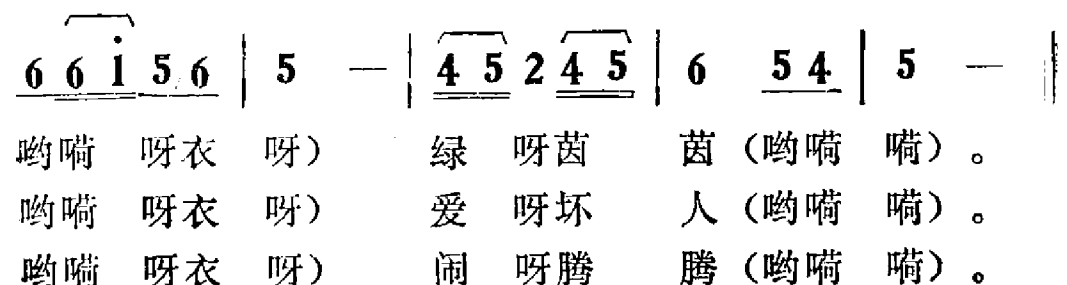 6 6 i 5 6 | 5 — | 4 5 2 4 5 | 6 5 4 | 5 — ‖
哟嗬 呀衣 呀） 绿 呀茵 茵（哟嗬 嗬）。
哟嗬 呀衣 呀） 爱 呀坏 人（哟嗬 嗬）。
哟嗬 呀衣 呀） 闹 呀腾 腾（哟嗬 嗬）。